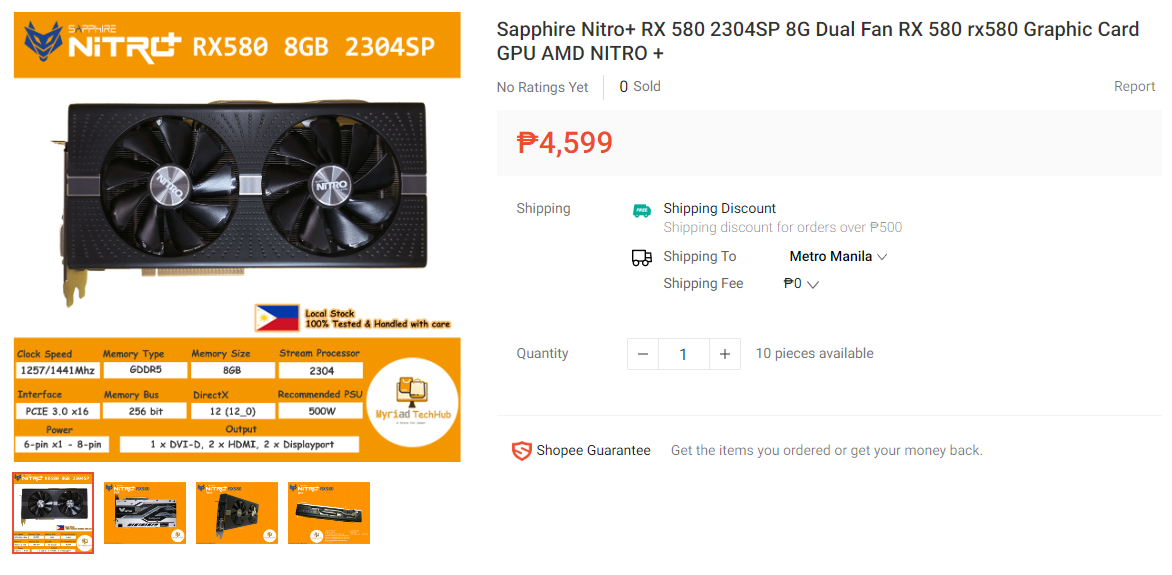 SAPPHIRE
NITRO+ RX580 8GB 2304SP
NITRO
NITRO
Local Stock
100% Tested & Handled with care
Clock Speed Memory Type Memory Size Stream Processor
1257/1441Mhz GDDR5 8GB 2304
Interface Memory Bus DirectX Recommended PSU
PCIE 3.0 x16 256 bit 12 (12_0) 500W
Power Output
6-pin x1 - 8-pin 1 x DVI-D, 2 x HDMI, 2 x Displayport
Myriad TechHub
Sapphire Nitro+ RX 580 2304SP 8G Dual Fan RX 580 rx580 Graphic Card
GPU AMD NITRO +
No Ratings Yet 0 Sold Report
₱4,599
Shipping
FREE
Shipping Discount
Shipping discount for orders over ₱500
Shipping To Metro Manila
Shipping Fee ₱0
Quantity − 1 + 10 pieces available
Shopee Guarantee Get the items you ordered or get your money back.